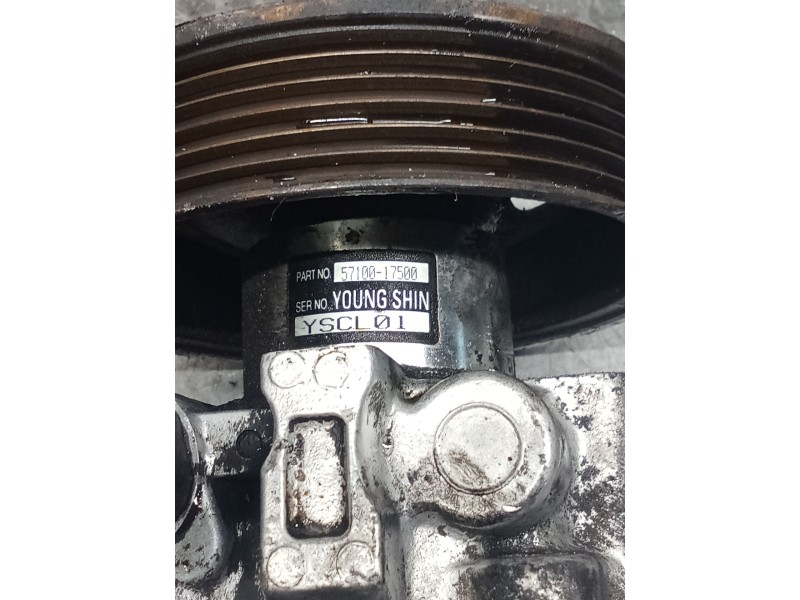 PART NO. 57100-17500
SER NO. YOUNG SHIN
YSCL01